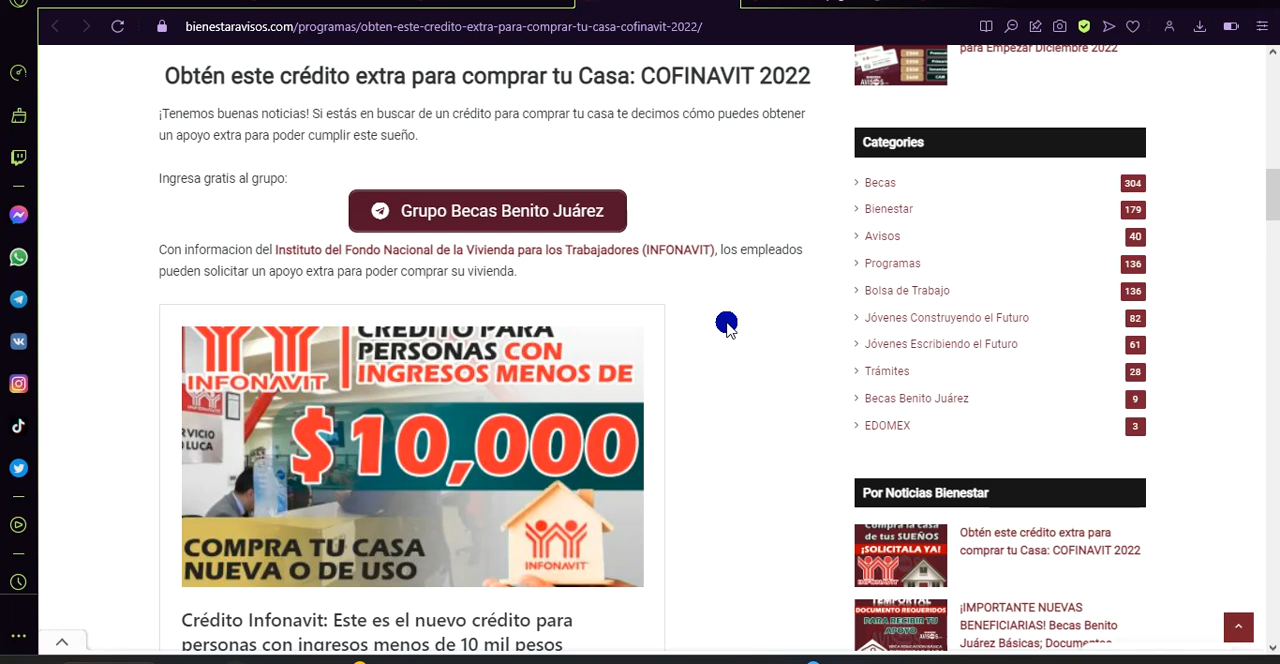 bienestaravisos.com/programas/obten-este-credito-extra-para-comprar-tu-casa-cofinavit-2022/
Obtén este crédito extra para comprar tu Casa: COFINAVIT 2022
¡Tenemos buenas noticias! Si estás en buscar de un crédito para comprar tu casa te decimos cómo puedes obtener
un apoyo extra para poder cumplir este sueño.
Ingresa gratis al grupo:
Grupo Becas Benito Juárez
Con informacion del Instituto del Fondo Nacional de la Vivienda para los Trabajadores (INFONAVIT), los empleados
pueden solicitar un apoyo extra para poder comprar su vivienda.
INFONAVIT
CREDITO PARA
PERSONAS CON
INGRESOS MENOS DE
$10,000
COMPRA TU CASA
NUEVA O DE USO
INFONAVIT
Crédito Infonavit: Este es el nuevo crédito para
personas con ingresos menos de 10 mil pesos
para Empezar Diciembre 2022
Categories
Becas 304
Bienestar 179
Avisos 40
Programas 136
Bolsa de Trabajo 136
Jóvenes Construyendo el Futuro 82
Jóvenes Escribiendo el Futuro 61
Trámites 28
Becas Benito Juárez 9
EDOMEX 3
Por Noticias Bienestar
Compra la casa
de tus SUEÑOS
¡SOLICITALA YA!
INFONAVIT
Obtén este crédito extra para
comprar tu Casa: COFINAVIT 2022
DOCUMENTO REQUERIDOS
PARA RECIBIR TU
APOYO
¡IMPORTANTE NUEVAS
BENEFICIARIAS! Becas Benito
Juárez Básicas; Documentos